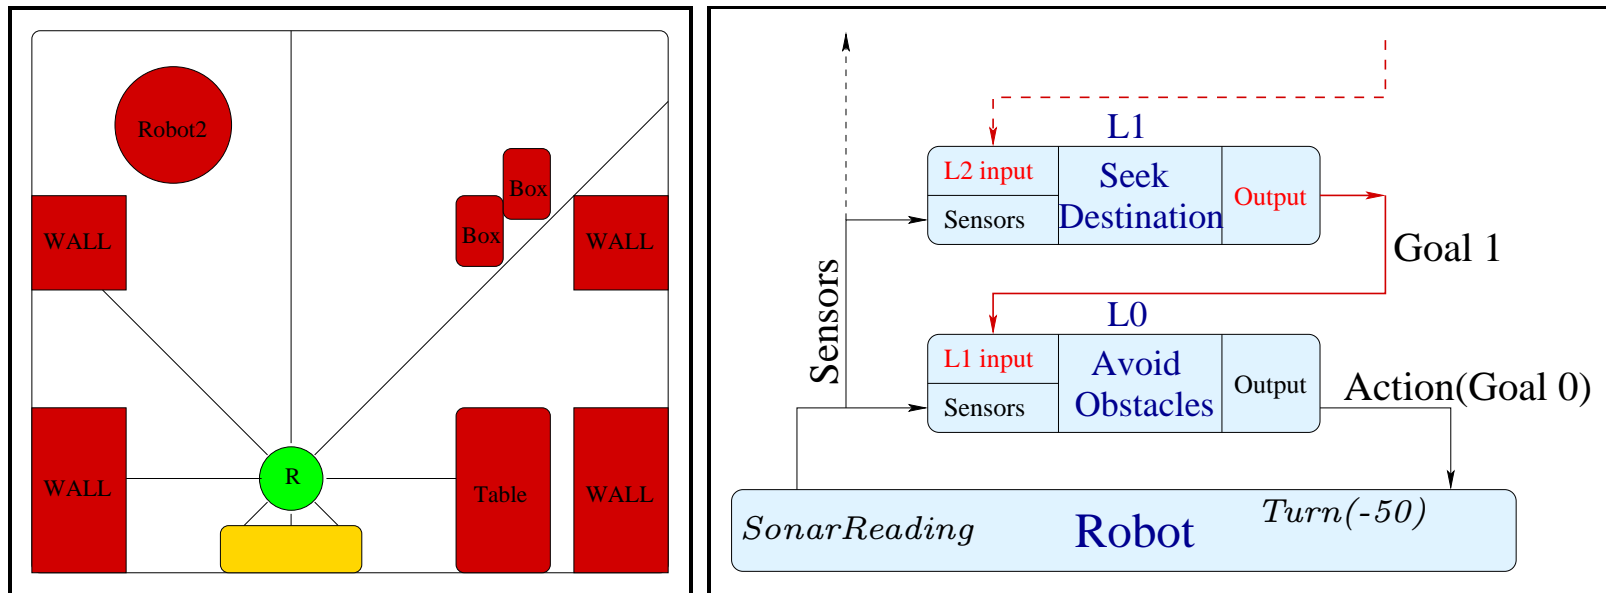 Robot2
Box
WALL
Box
WALL
WALL
R
Table
WALL
Sensors
L1
L2 input
Sensors
Seek
Destination
Output
Goal 1
L0
L1 input
Sensors
Avoid
Obstacles
Output
Action(Goal 0)
SonarReading
Robot
Turn(-50)